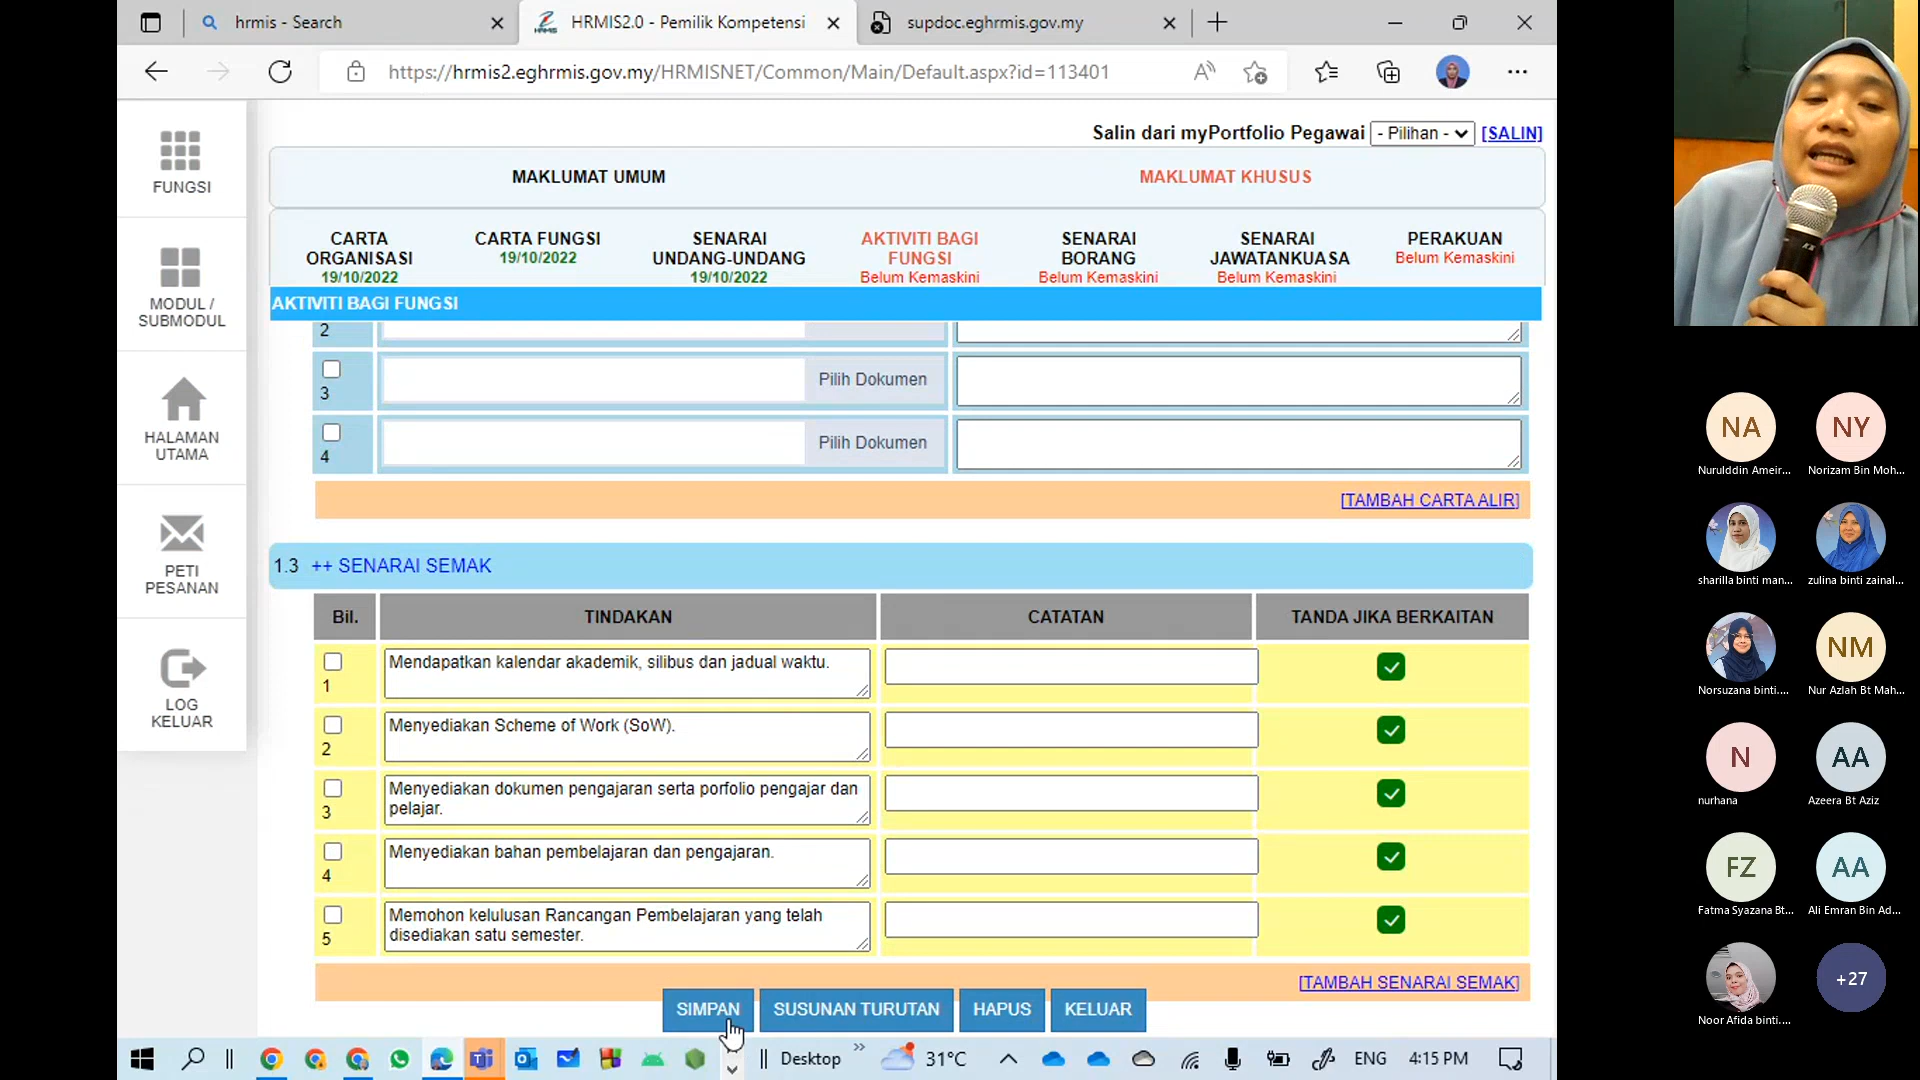 hrmis - Search
HRMIS2.0 - Pemilik Kompetensi
supdoc.eghrmis.gov.my
https://hrmis2.eghrmis.gov.my/HRMISNET/Common/Main/Default.aspx?id=113401
Salin dari myPortfolio Pegawai - Pilihan - [SALIN]
MAKLUMAT UMUM
MAKLUMAT KHUSUS
CARTA ORGANISASI
19/10/2022
CARTA FUNGSI
19/10/2022
SENARAI UNDANG-UNDANG
19/10/2022
AKTIVITI BAGI FUNGSI
Belum Kemaskini
SENARAI BORANG
Belum Kemaskini
SENARAI JAWATANKUASA
Belum Kemaskini
PERAKUAN
Belum Kemaskini
AKTIVITI BAGI FUNGSI
2
3 Pilih Dokumen
4 Pilih Dokumen
[TAMBAH CARTA ALIR]
1.3 ++ SENARAI SEMAK
Bil. TINDAKAN CATATAN TANDA JIKA BERKAITAN
1 Mendapatkan kalendar akademik, silibus dan jadual waktu.
2 Menyediakan Scheme of Work (SoW).
3 Menyediakan dokumen pengajaran serta porfolio pengajar dan
pelajar.
4 Menyediakan bahan pembelajaran dan pengajaran.
5 Memohon kelulusan Rancangan Pembelajaran yang telah
disediakan satu semester.
[TAMBAH SENARAI SEMAK]
SIMPAN SUSUNAN TURUTAN HAPUS KELUAR
FUNGSI
MODUL /
SUBMODUL
HALAMAN
UTAMA
PETI
PESANAN
LOG
KELUAR
Desktop 31°C ENG 4:15 PM
NA NY
Nurulddin Ameir... Norizam Bin Moh...
sharilla binti man... zulina binti zainal...
NM
Norsuzana binti.... Nur Azlah Bt Mah...
N AA
nurhana Azeera Bt Aziz
FZ AA
Fatma Syazana Bt... Ali Emran Bin Ad...
+27
Noor Afida binti....